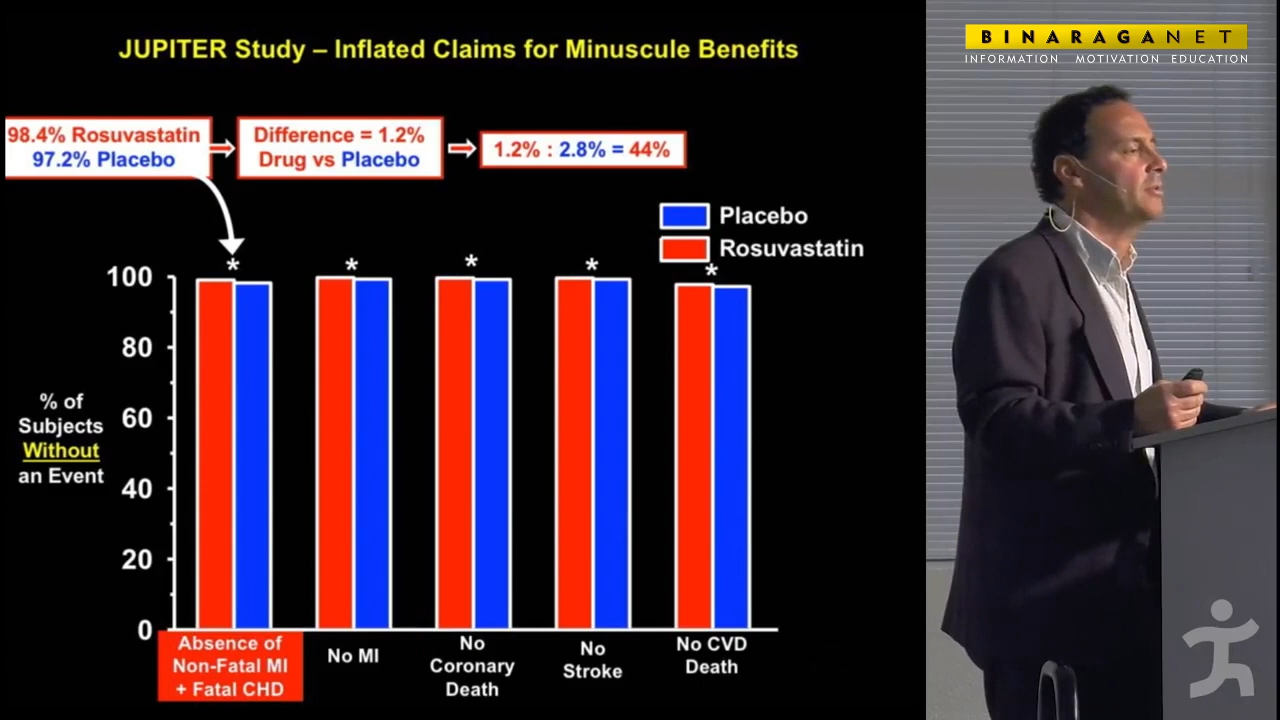 JUPITER Study – Inflated Claims for Minuscule Benefits
98.4% Rosuvastatin
97.2% Placebo
Difference = 1.2%
Drug vs Placebo
1.2% : 2.8% = 44%
Placebo
Rosuvastatin
*
*
*
*
*
100
80
60
40
20
0
% of
Subjects
Without
an Event
Absence of
Non-Fatal MI
+ Fatal CHD
No MI
No
Coronary
Death
No
Stroke
No CVD
Death
BINARAGANET
INFORMATION MOTIVATION EDUCATION